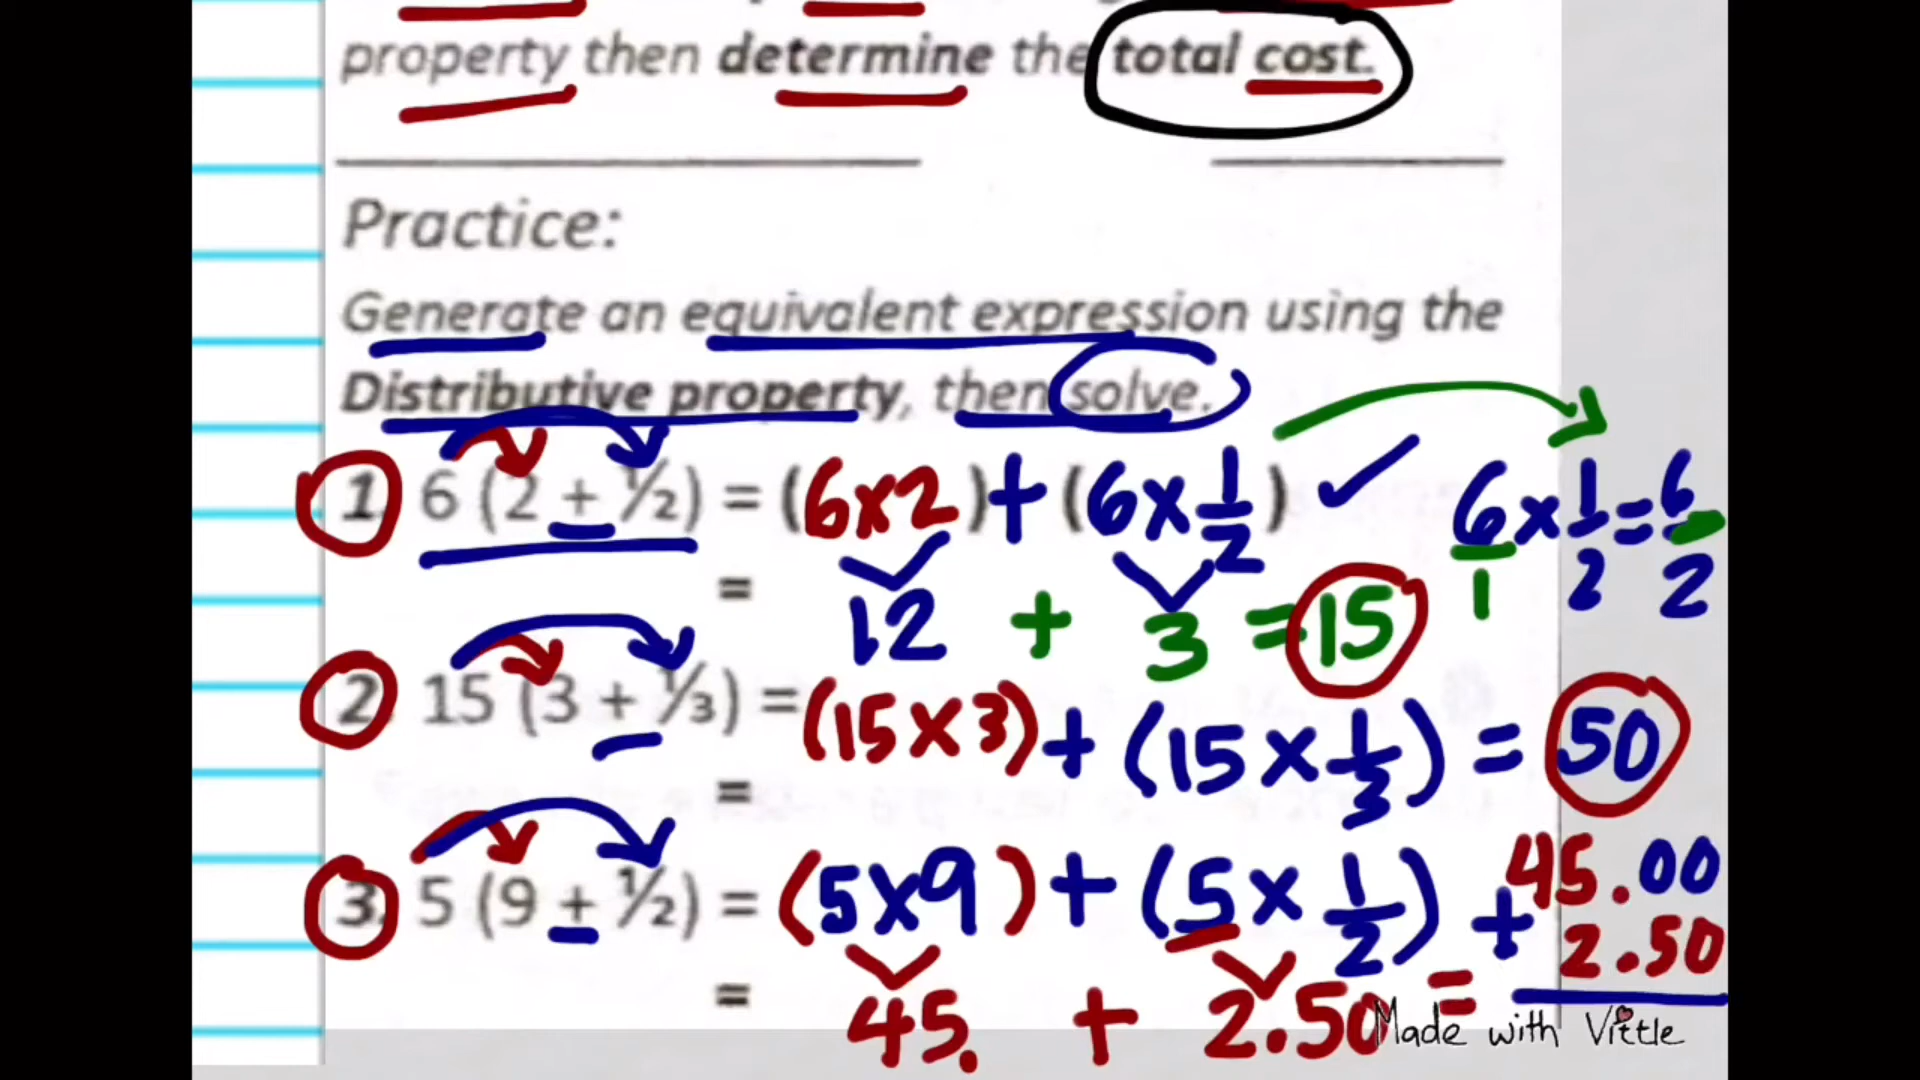 property then determine the total cost.
Practice:
Generate an equivalent expression using the
Distributive property, then solve.
1. 6 (2 + ½) = (6x2) + (6x1/2) ✓ 6/1 x 1/2 = 6/2
= 12 + 3 = 15
2. 15 (3 + ⅓) = (15x3) + (15x1/3) = 50
=
3. 5 (9 + ½) = (5x9) + (5x1/2)
45.00
+ 2.50
= 45. + 2.50 =
Made with Vittle